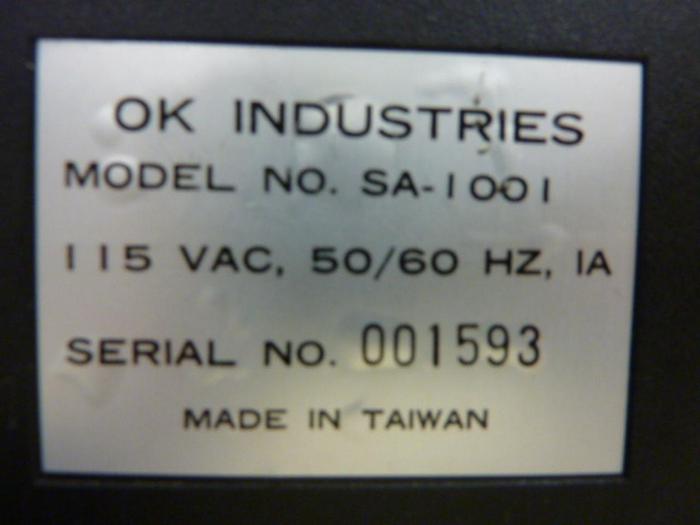 OK INDUSTRIES
MODEL NO. SA-1001
115 VAC, 50/60 HZ, 1A
SERIAL NO. 001593
MADE IN TAIWAN